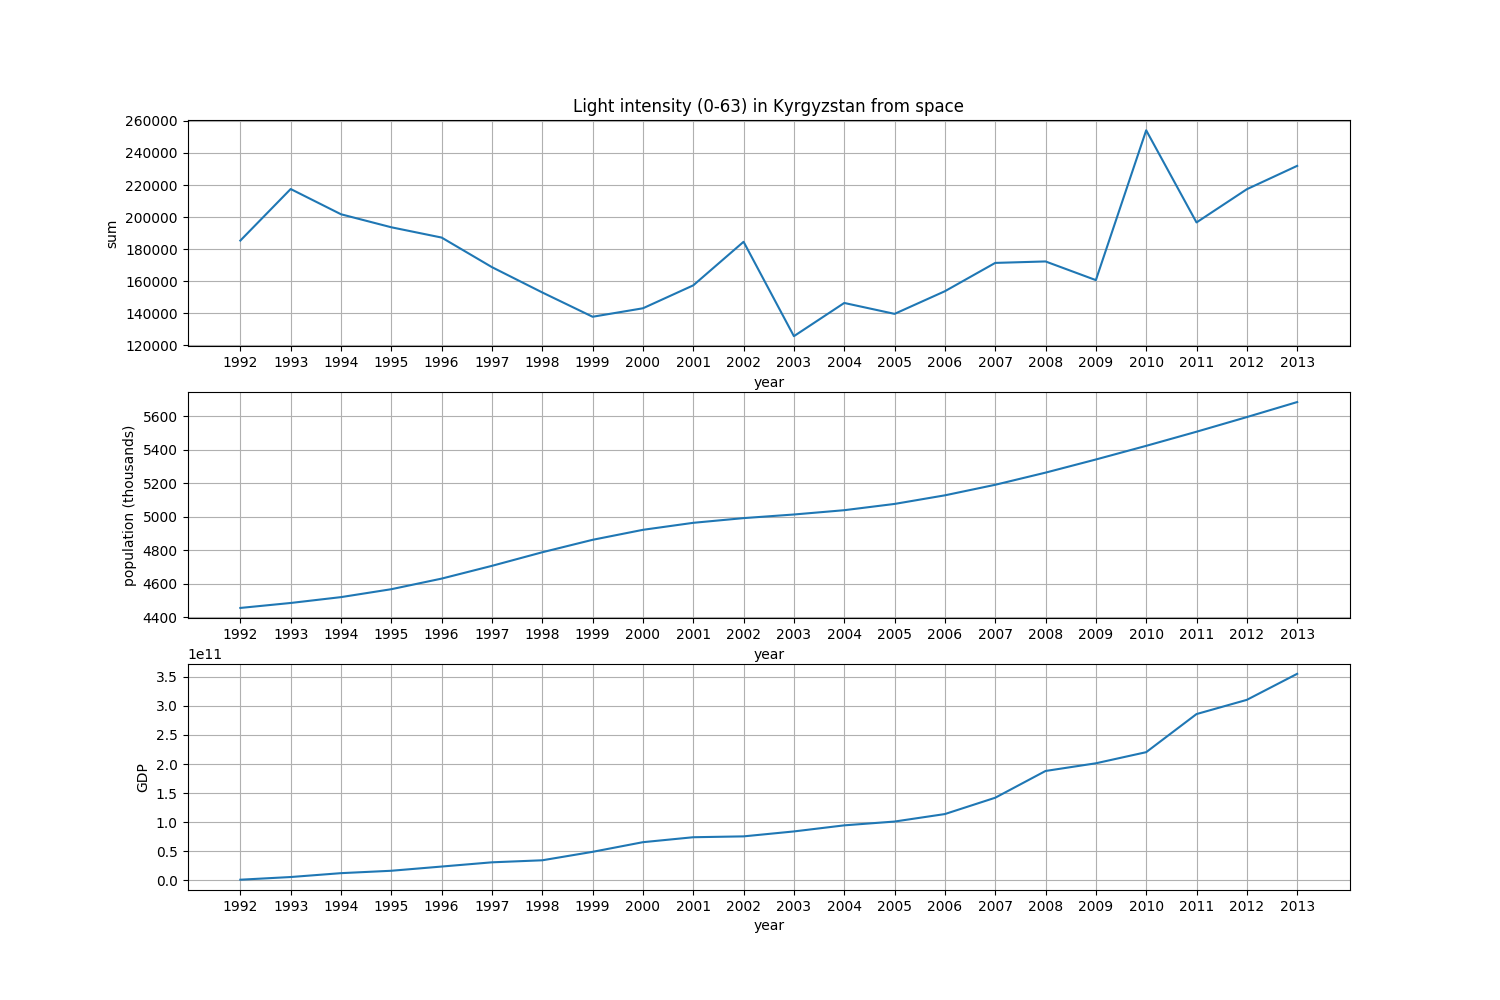 Light intensity (0-63) in Kyrgyzstan from space
260000
240000
220000
200000
180000
160000
140000
120000
sum
1992 1993 1994 1995 1996 1997 1998 1999 2000 2001 2002 2003 2004 2005 2006 2007 2008 2009 2010 2011 2012 2013
year
5600
5400
5200
5000
4800
4600
4400
population (thousands)
1992 1993 1994 1995 1996 1997 1998 1999 2000 2001 2002 2003 2004 2005 2006 2007 2008 2009 2010 2011 2012 2013
year
1e11
3.5
3.0
2.5
2.0
1.5
1.0
0.5
0.0
GDP
1992 1993 1994 1995 1996 1997 1998 1999 2000 2001 2002 2003 2004 2005 2006 2007 2008 2009 2010 2011 2012 2013
year